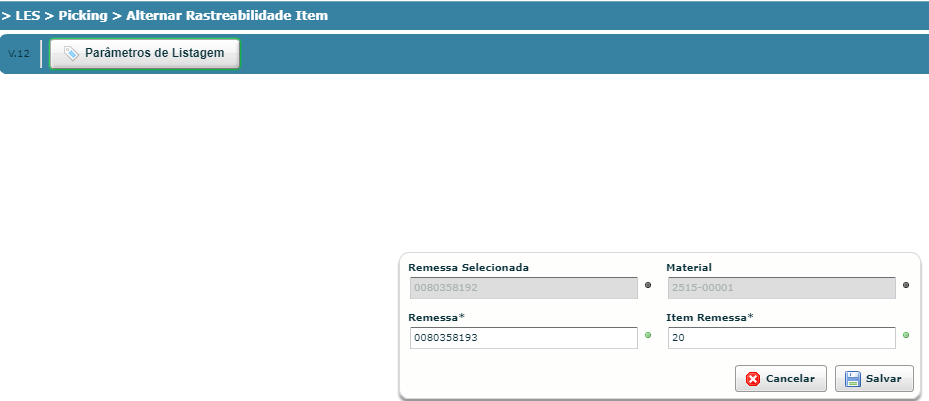 > LES > Picking > Alternar Rastreabilidade Item
V.12 Parâmetros de Listagem
Remessa Selecionada Material
0080358192 2515-00001
Remessa* Item Remessa*
0080358193 20
Cancelar Salvar